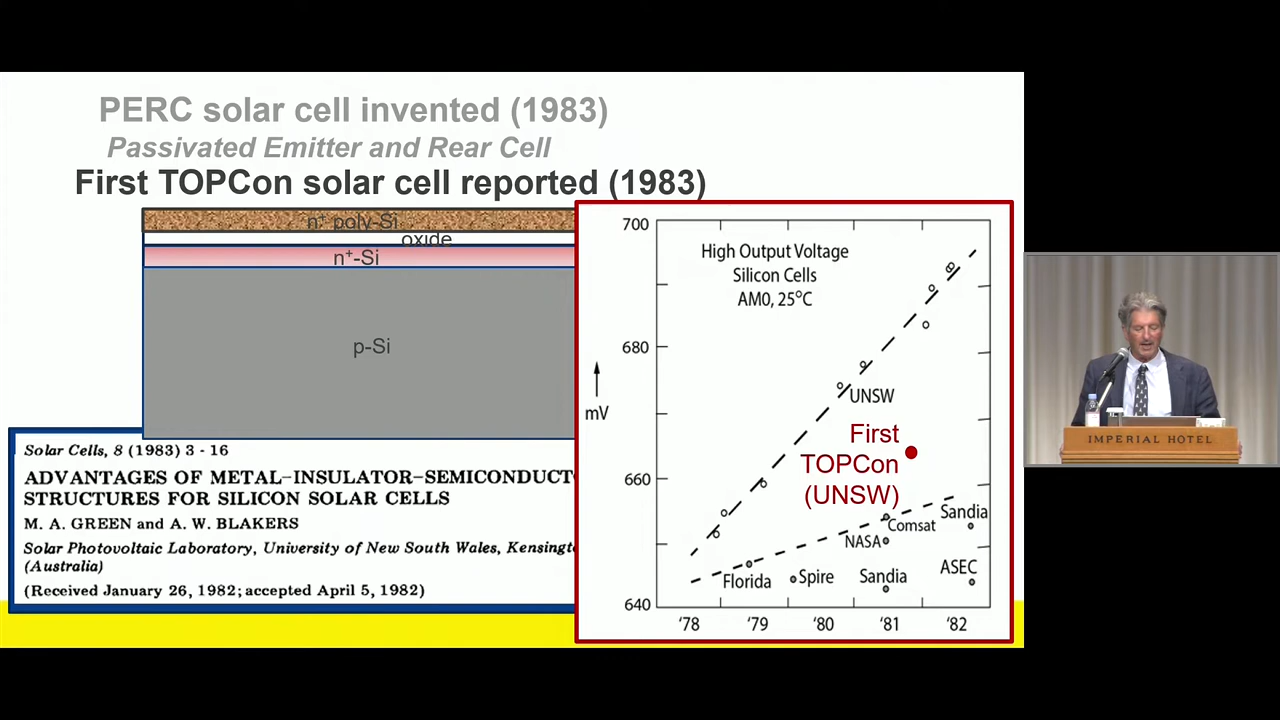 PERC solar cell invented (1983)
Passivated Emitter and Rear Cell
First TOPCon solar cell reported (1983)
n+ poly-Si
oxide
n+-Si
p-Si
Solar Cells, 8 (1983) 3 - 16
ADVANTAGES OF METAL-INSULATOR-SEMICONDUCT
STRUCTURES FOR SILICON SOLAR CELLS
M. A. GREEN and A. W. BLAKERS
Solar Photovoltaic Laboratory, University of New South Wales, Kensingt
(Australia)
(Received January 26, 1982; accepted April 5, 1982)
700
High Output Voltage
Silicon Cells
AM0, 25°C
680
mV
UNSW
First
TOPCon
(UNSW)
660
Sandia
Comsat
NASA
ASEC
Florida
Spire
Sandia
640
'78 '79 '80 '81 '82
IMPERIAL HOTEL